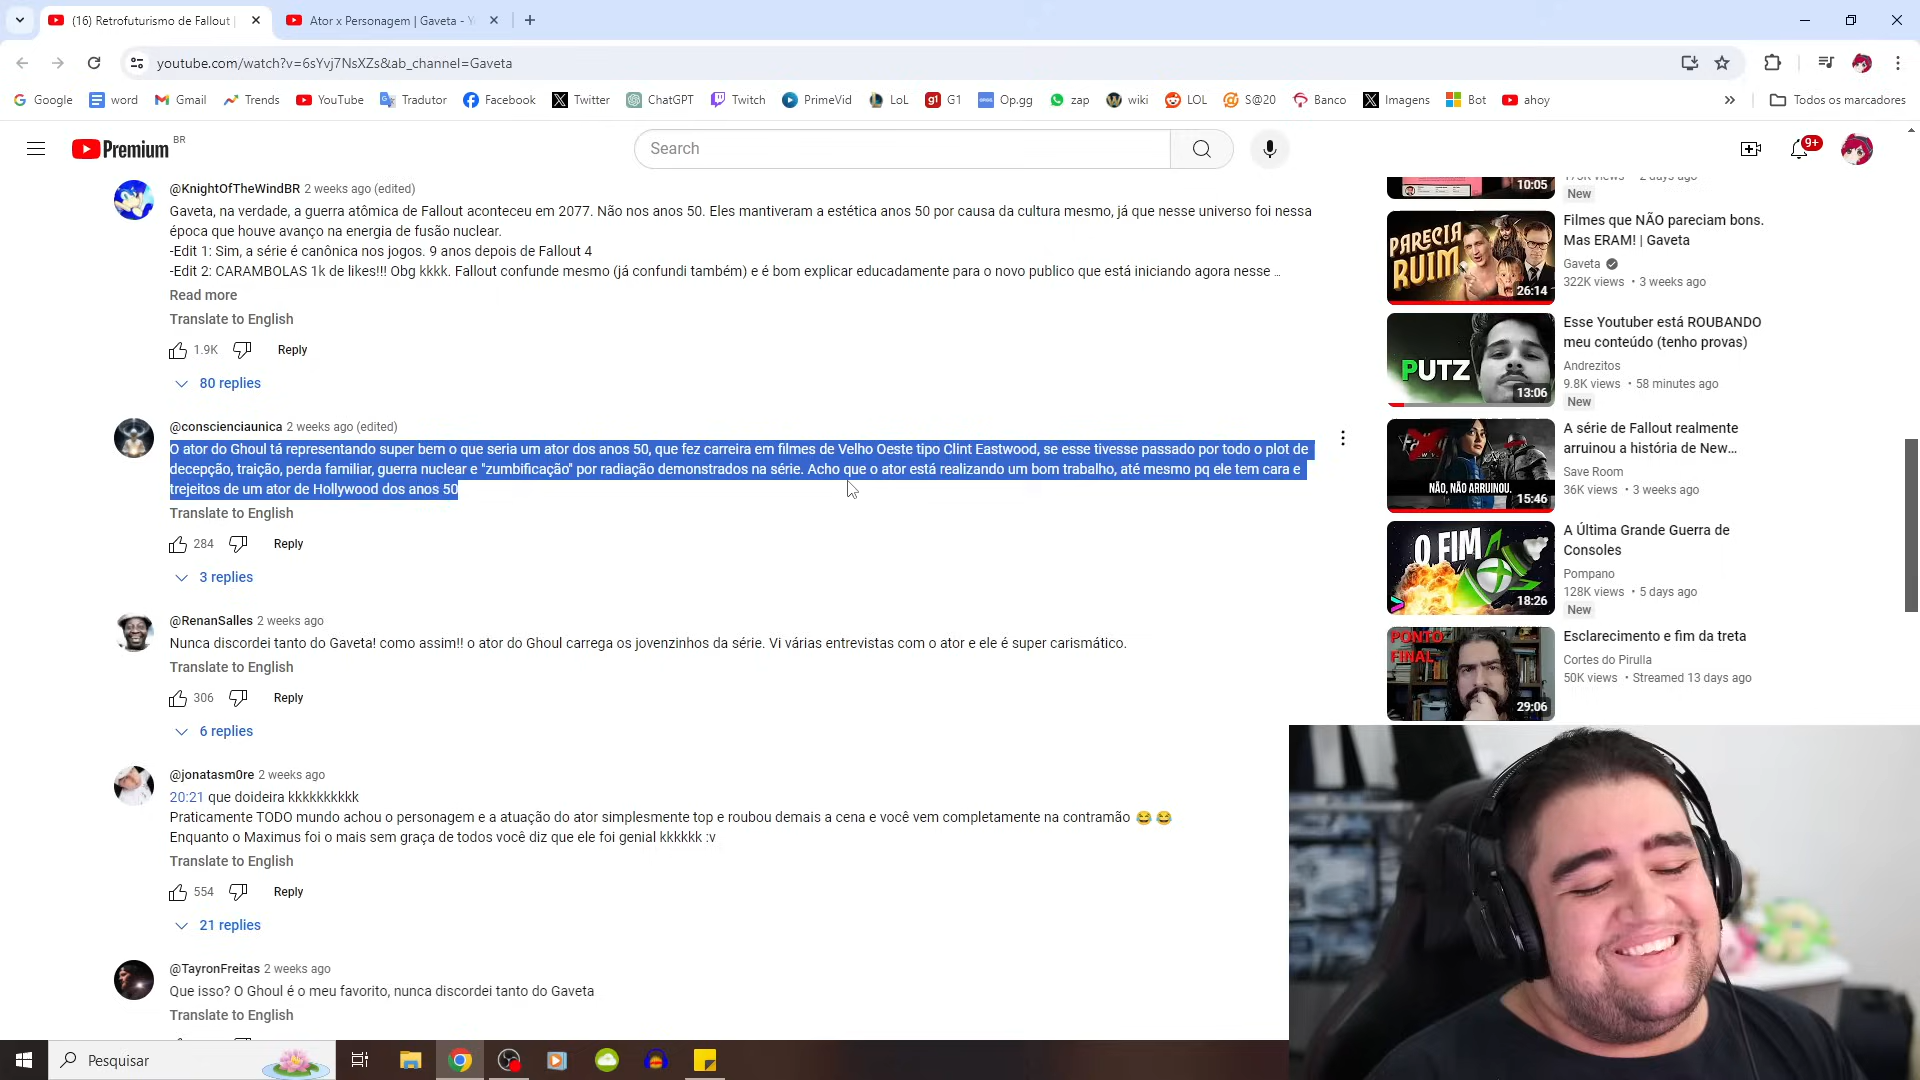 (16) Retrofuturismo de Fallout |
Ator x Personagem | Gaveta - Y
youtube.com/watch?v=6sYvj7NsXZs&ab_channel=Gaveta
Google
word
Gmail
Trends
YouTube
Tradutor
Facebook
Twitter
ChatGPT
Twitch
PrimeVid
LoL
G1
Op.gg
zap
wiki
LOL
S@20
Banco
Imagens
Bot
ahoy
Todos os marcadores
Premium
BR
Search
9+
@KnightOfTheWindBR 2 weeks ago (edited)
Gaveta, na verdade, a guerra atômica de Fallout aconteceu em 2077. Não nos anos 50. Eles mantiveram a estética anos 50 por causa da cultura mesmo, já que nesse universo foi nessa
época que houve avanço na energia de fusão nuclear.
-Edit 1: Sim, a série é canônica nos jogos. 9 anos depois de Fallout 4
-Edit 2: CARAMBOLAS 1k de likes!!! Obg kkkk. Fallout confunde mesmo (já confundi também) e é bom explicar educadamente para o novo publico que está iniciando agora nesse ...
Read more
Translate to English
1.9K
Reply
80 replies
@conscienciaunica 2 weeks ago (edited)
O ator do Ghoul tá representando super bem o que seria um ator dos anos 50, que fez carreira em filmes de Velho Oeste tipo Clint Eastwood, se esse tivesse passado por todo o plot de
decepção, traição, perda familiar, guerra nuclear e "zumbificação" por radiação demonstrados na série. Acho que o ator está realizando um bom trabalho, até mesmo pq ele tem cara e
trejeitos de um ator de Hollywood dos anos 50
Translate to English
284
Reply
3 replies
@RenanSalles 2 weeks ago
Nunca discordei tanto do Gaveta! como assim!! o ator do Ghoul carrega os jovenzinhos da série. Vi várias entrevistas com o ator e ele é super carismático.
Translate to English
306
Reply
6 replies
@jonatasm0re 2 weeks ago
20:21 que doideira kkkkkkkkkk
Praticamente TODO mundo achou o personagem e a atuação do ator simplesmente top e roubou demais a cena e você vem completamente na contramão 😂 😂
Enquanto o Maximus foi o mais sem graça de todos você diz que ele foi genial kkkkkk :v
Translate to English
554
Reply
21 replies
@TayronFreitas 2 weeks ago
Que isso? O Ghoul é o meu favorito, nunca discordei tanto do Gaveta
Translate to English
10:05
New
PARECIA
RUIM
26:14
Filmes que NÃO pareciam bons.
Mas ERAM! | Gaveta
Gaveta
322K views • 3 weeks ago
PUTZ
13:06
Esse Youtuber está ROUBANDO
meu conteúdo (tenho provas)
Andrezitos
9.8K views • 58 minutes ago
New
NÃO, NÃO ARRUINOU.
15:46
A série de Fallout realmente
arruinou a história de New...
Save Room
36K views • 3 weeks ago
O FIM
18:26
A Última Grande Guerra de
Consoles
Pompano
128K views • 5 days ago
New
PONTO
FINAL
29:06
Esclarecimento e fim da treta
Cortes do Pirulla
50K views • Streamed 13 days ago
Pesquisar